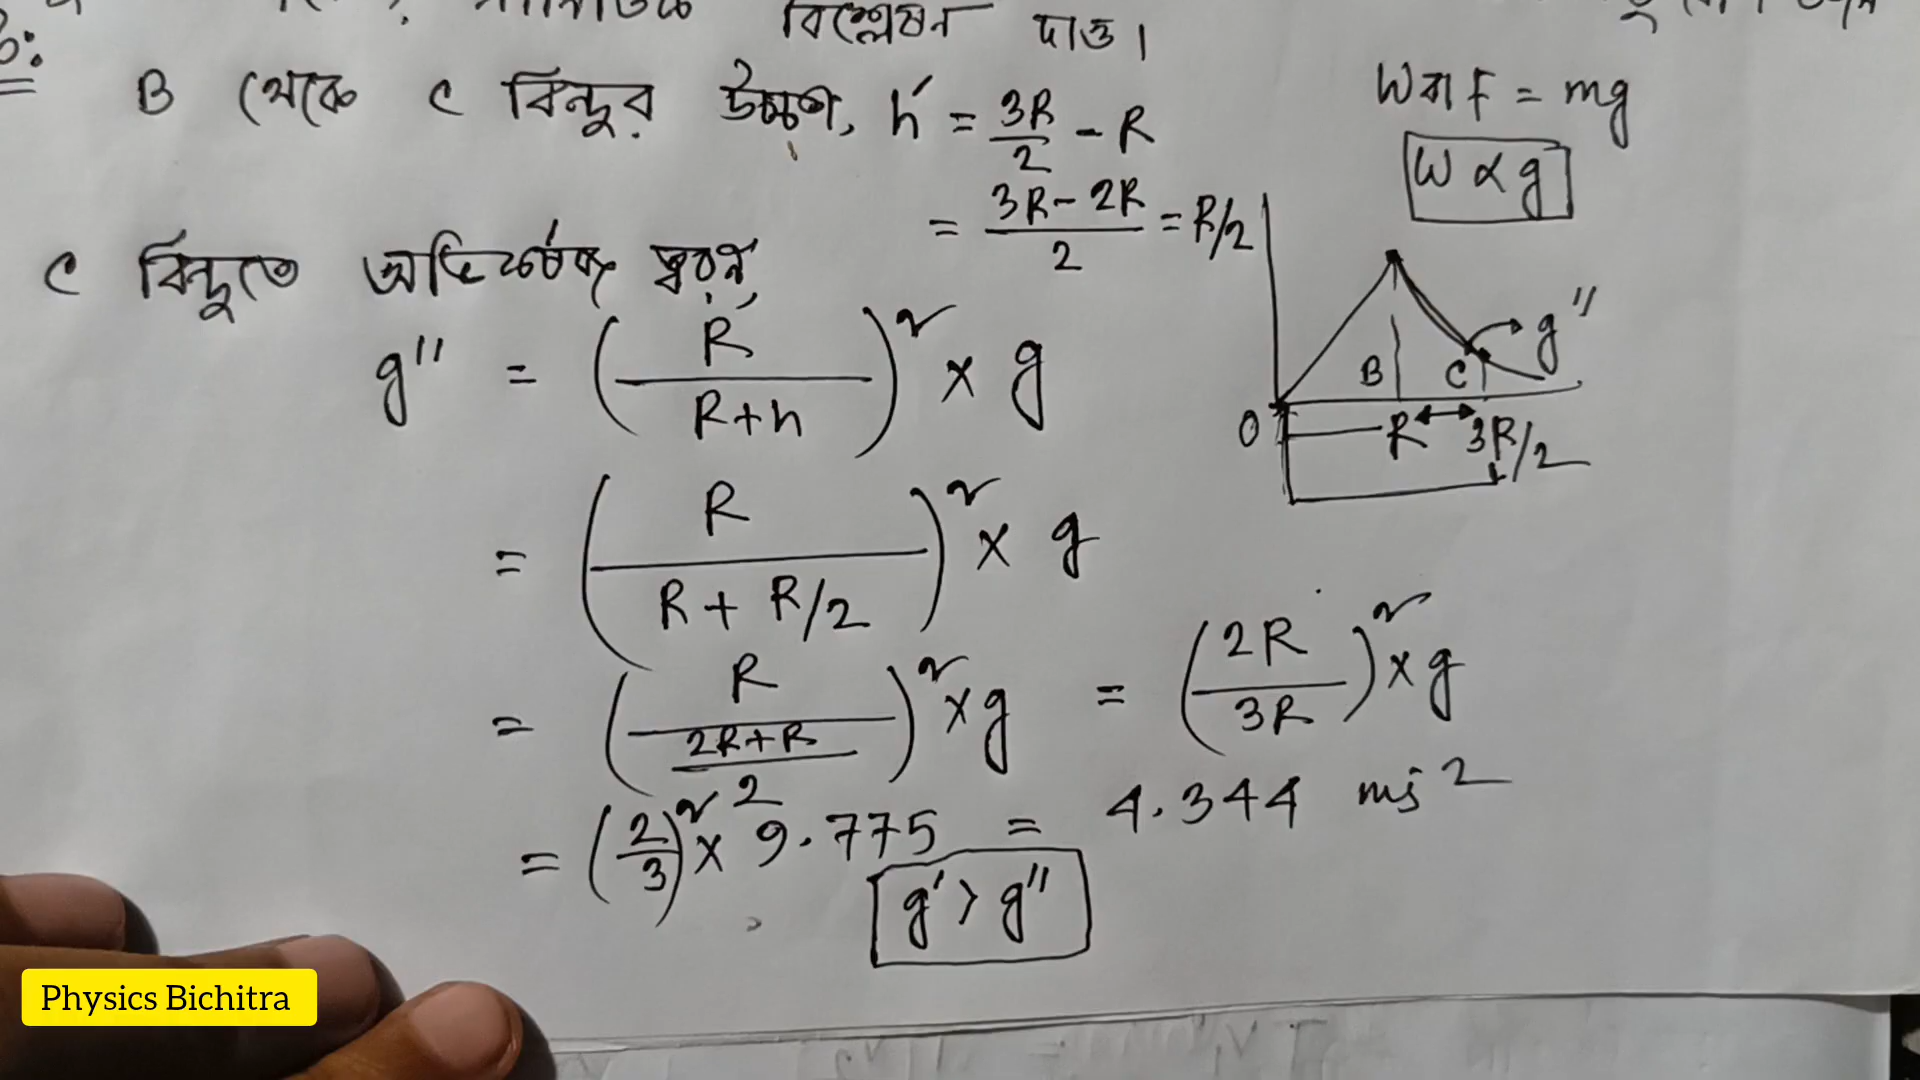 বিশ্লেষন দাও।
B থেকে C বিন্দুর উচ্চতা, h' = 3R/2 - R
= (3R - 2R)/2 = R/2
W বা F = mg
W ∝ g
C বিন্দুতে অভিকর্ষজ ত্বরণ,
g'' = (R/(R+h))² × g
= (R/(R + R/2))² × g
= (R/((2R+R)/2))² × g = (2R/3R)² × g
= (2/3)² × 9.775 = 4.344 ms⁻²
g' > g''
g''
B C
O R 3R/2
Physics Bichitra